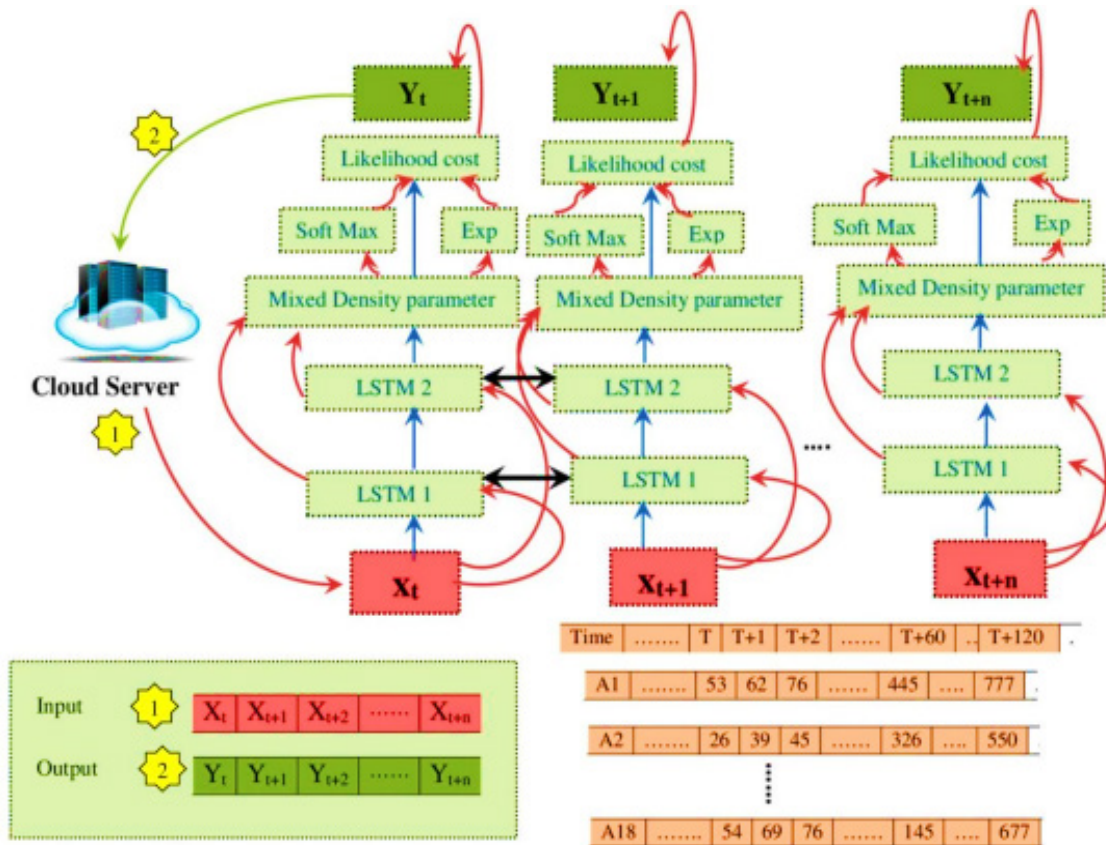 Yt Yt+1 Yt+n
2
Likelihood cost Likelihood cost Likelihood cost
Soft Max Exp Soft Max Exp Soft Max Exp
Mixed Density parameter Mixed Density parameter Mixed Density parameter
Cloud Server
LSTM 2 LSTM 2 LSTM 2
1
....
LSTM 1 LSTM 1 LSTM 1
xt xt+1 xt+n
Time ....... T T+1 T+2 ...... T+60 .. T+120 .
A1 ....... 53 62 76 ...... 445 .... 777 .
A2 ....... 26 39 45 ...... 326 .... 550
A18 ....... 54 69 76 ...... 145 .... 677
Input 1 Xt Xt+1 Xt+2 ...... Xt+n
Output 2 Yt Yt+1 Yt+2 ...... Yt+n